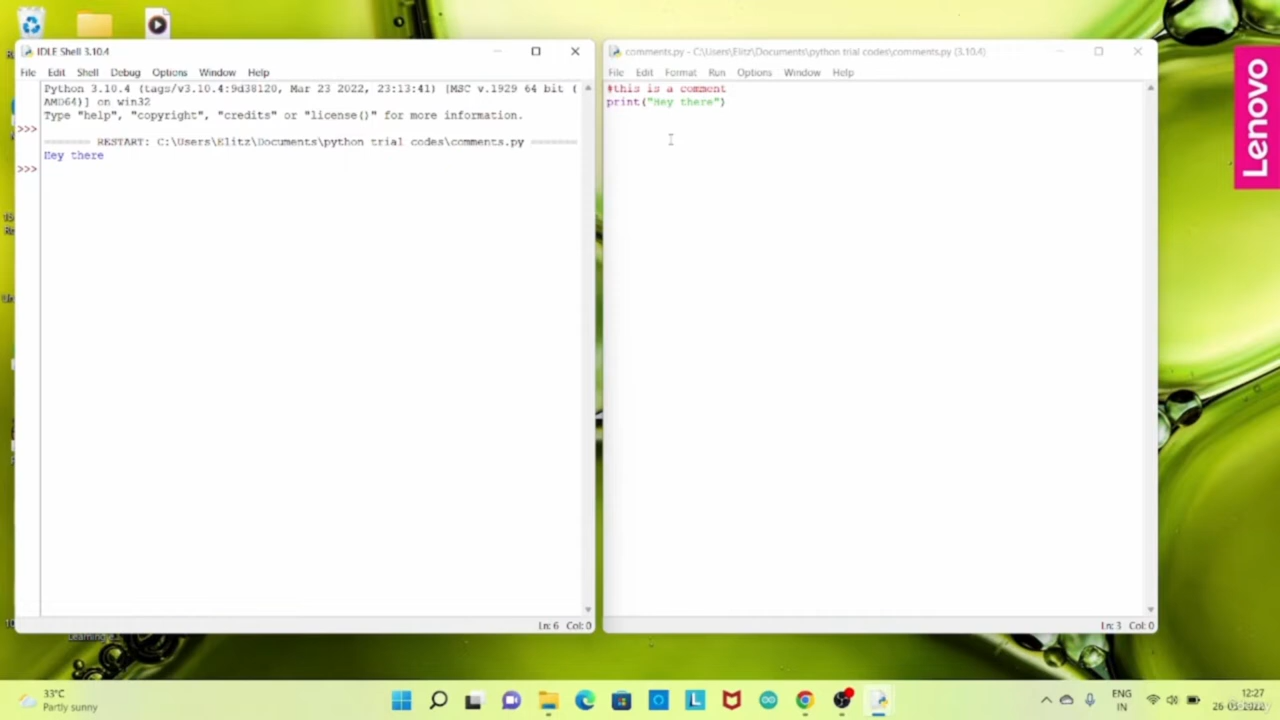 IDLE Shell 3.10.4
File Edit Shell Debug Options Window Help
Python 3.10.4 (tags/v3.10.4:9d38120, Mar 23 2022, 23:13:41) [MSC v.1929 64 bit (
AMD64)] on win32
Type "help", "copyright", "credits" or "license()" for more information.
>>>
======= RESTART: C:\Users\Elitz\Documents\python trial codes\comments.py =======
Hey there
>>>
Ln: 6 Col: 0
comments.py - C:\Users\Elitz\Documents\python trial codes\comments.py (3.10.4)
File Edit Format Run Options Window Help
#this is a comment
print("Hey there")
Ln: 3 Col: 0
Lenovo
33°C
Partly sunny
ENG
IN
12:27
26-05-2022